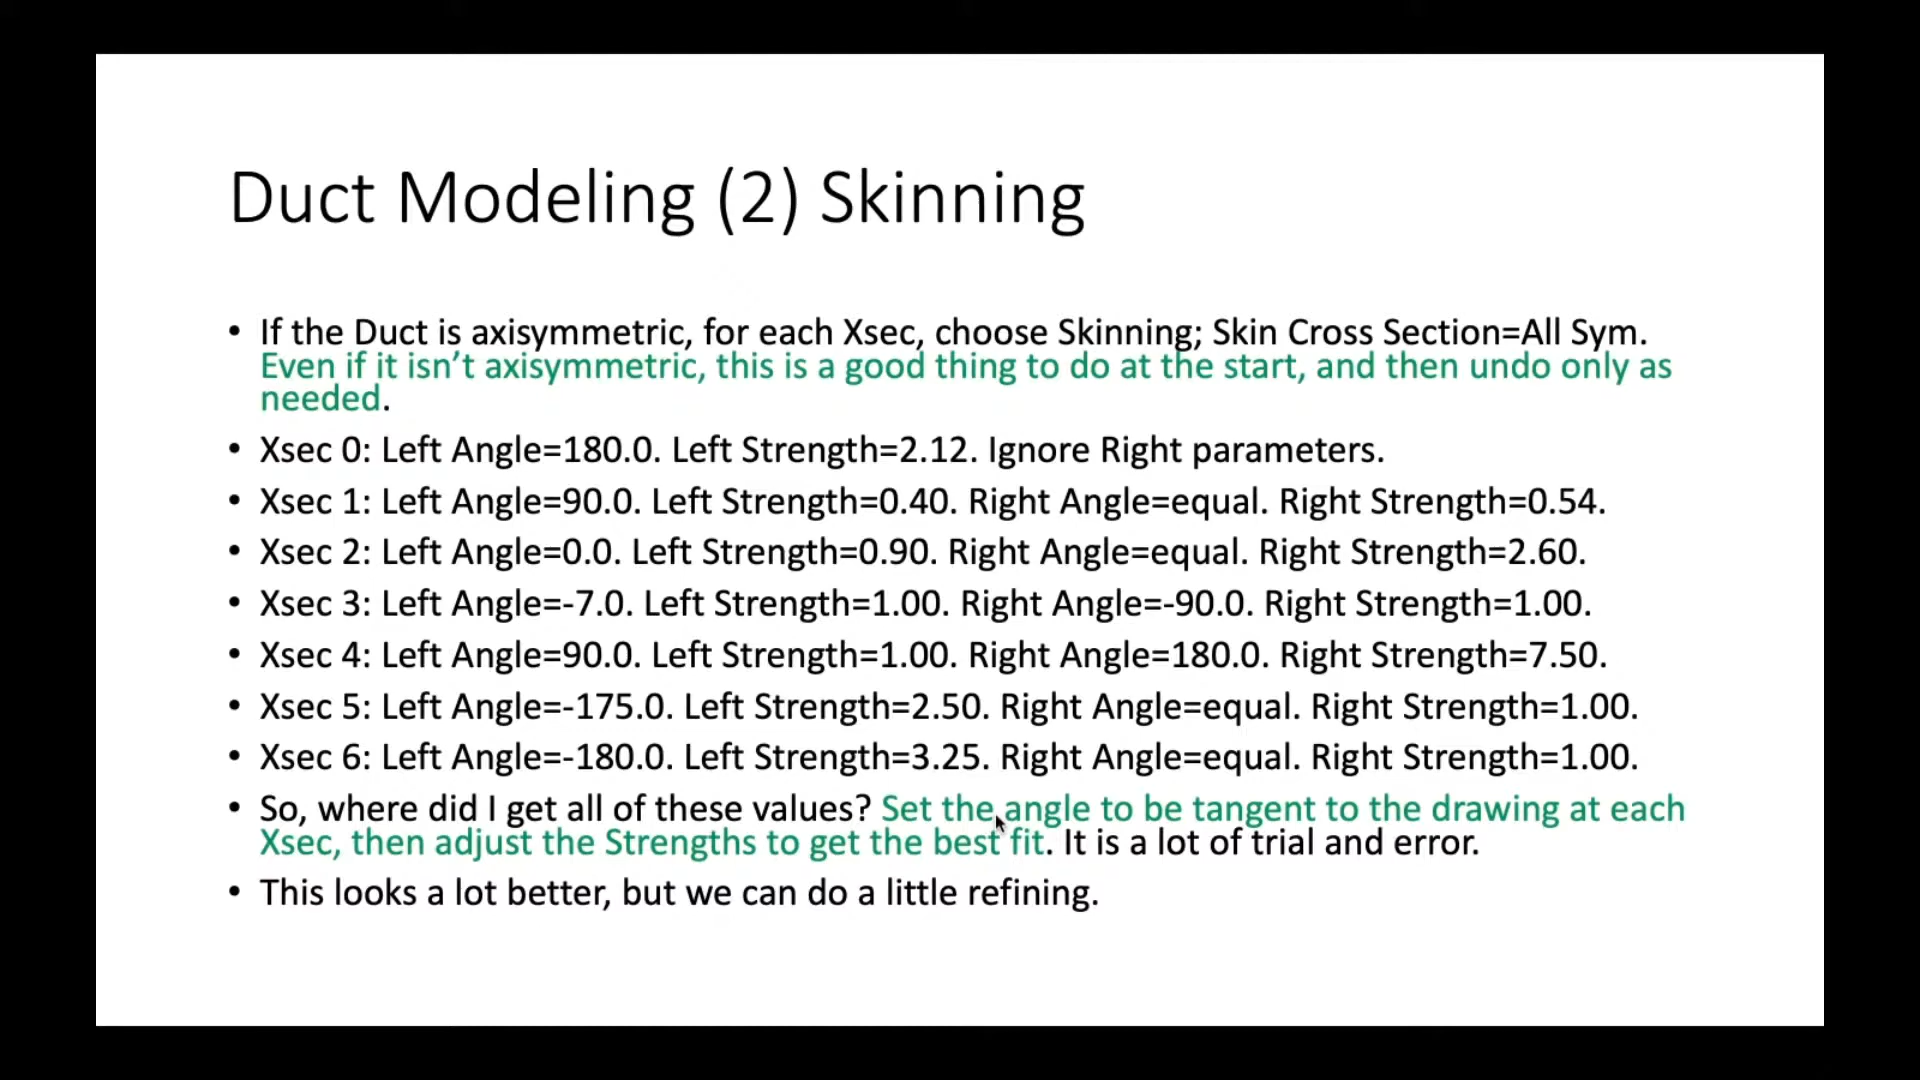 Duct Modeling (2) Skinning
• If the Duct is axisymmetric, for each Xsec, choose Skinning; Skin Cross Section=All Sym.
Even if it isn’t axisymmetric, this is a good thing to do at the start, and then undo only as
needed.
• Xsec 0: Left Angle=180.0. Left Strength=2.12. Ignore Right parameters.
• Xsec 1: Left Angle=90.0. Left Strength=0.40. Right Angle=equal. Right Strength=0.54.
• Xsec 2: Left Angle=0.0. Left Strength=0.90. Right Angle=equal. Right Strength=2.60.
• Xsec 3: Left Angle=-7.0. Left Strength=1.00. Right Angle=-90.0. Right Strength=1.00.
• Xsec 4: Left Angle=90.0. Left Strength=1.00. Right Angle=180.0. Right Strength=7.50.
• Xsec 5: Left Angle=-175.0. Left Strength=2.50. Right Angle=equal. Right Strength=1.00.
• Xsec 6: Left Angle=-180.0. Left Strength=3.25. Right Angle=equal. Right Strength=1.00.
• So, where did I get all of these values? Set the angle to be tangent to the drawing at each
Xsec, then adjust the Strengths to get the best fit. It is a lot of trial and error.
• This looks a lot better, but we can do a little refining.